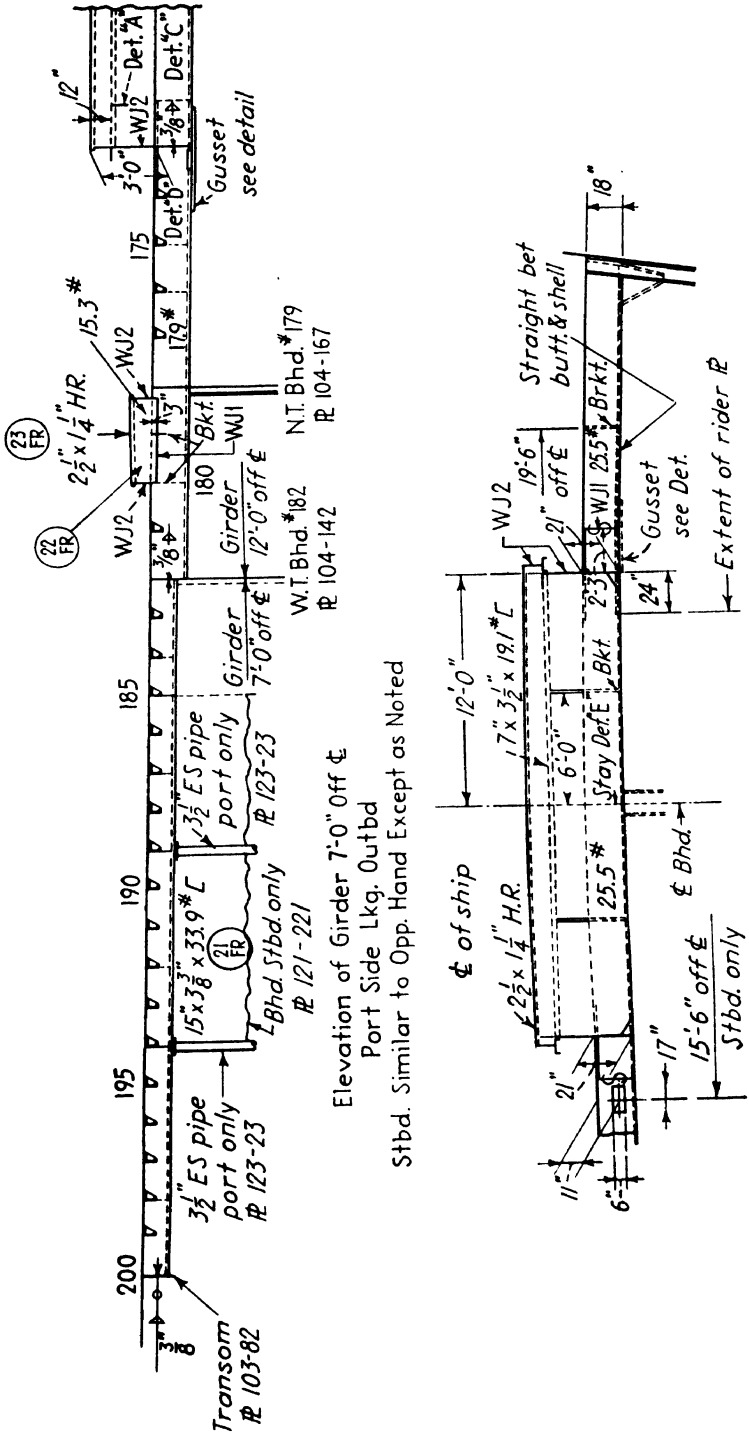 12"
Det."A"
WJ2
3'-0"
3/8
Det."C"
Det."D"
Gusset
see detail
175
15.3#
WJ2
23
FR
2 1/2" x 1 1/4" HR.
22
FR
WJ2
179#
3"
Bkt.
WJ1
180
N.T. Bhd.#179
PL 104-167
3/8"
Girder
12'-0" off ℄
W.T. Bhd.#182
PL 104-142
Girder
7'-0" off ℄
185
3 1/2" ES pipe
port only
PL 123-23
190
15" x 3 3/8" x 33.9# [
21
FR
Bhd. Stbd. only
PL 121-221
195
3 1/2" ES pipe
port only
PL 123-23
200
3/8"
Transom
PL 103-82
Elevation of Girder 7'-0" Off ℄
Port Side Lkg. Outbd
Stbd. Similar to Opp. Hand Except as Noted
18"
Straight bet
butt & shell
19'-6"
off ℄
25.5# Brkt.
WJ2
21"
WJ1
Gusset
see Det.
Extent of rider PL
2'-3"
24"
12'-0"
7" x 3 1/2" x 19.1# [
6'-0"
Bkt
Stay Det. E
℄ of ship
2 1/2" x 1 1/4" H.R.
25.5#
℄ Bhd.
21"
17"
15'-6" off ℄
Stbd. only
11"
6"